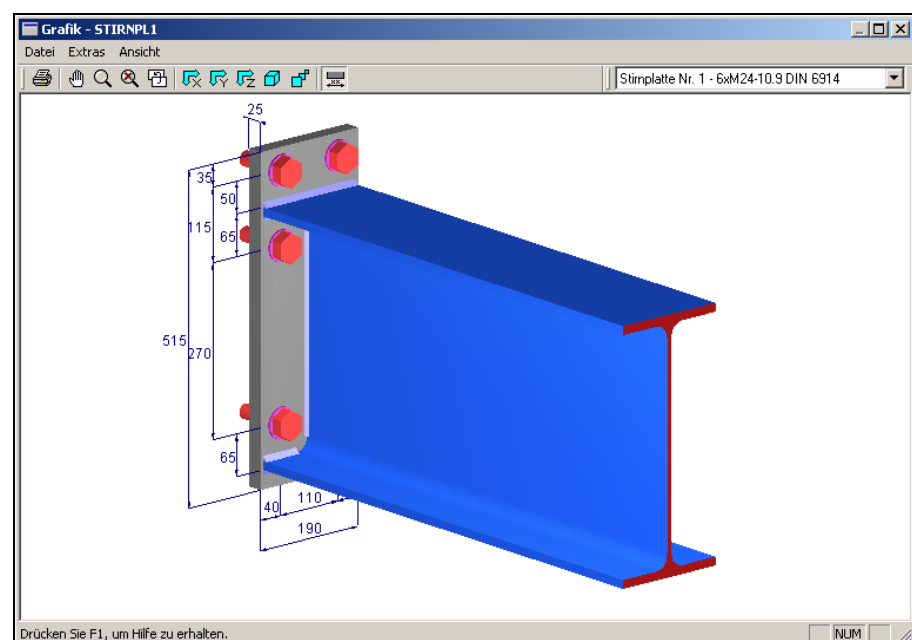 Grafik - STIRNPL1
Datei Extras Ansicht
X Y Z xx Stirnplatte Nr. 1 - 6xM24-10.9 DIN 6914
25
35
50
115
65
515
270
65
40
110
190
Drücken Sie F1, um Hilfe zu erhalten.
NUM